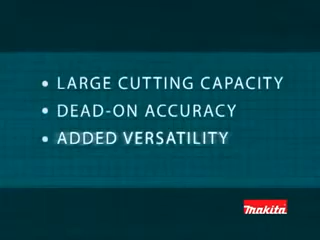 • LARGE CUTTING CAPACITY
• DEAD-ON ACCURACY
• ADDED VERSATILITY
makita